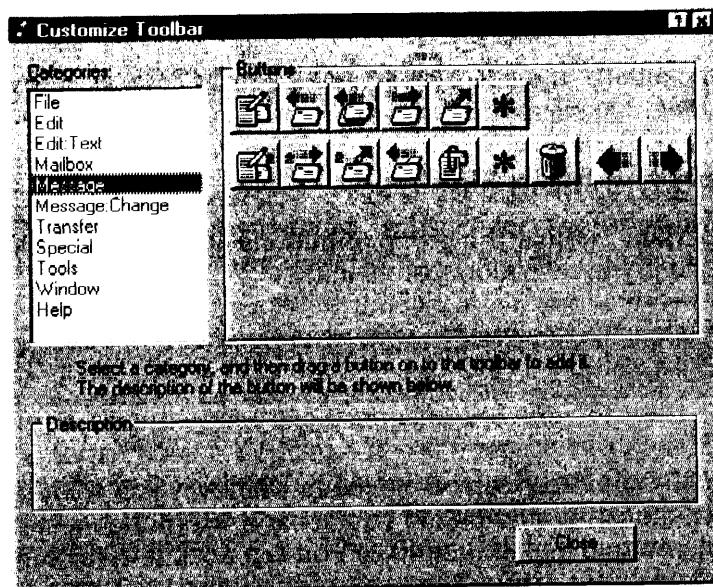 Customize Toolbar
Categories:
File
Edit
Edit:Text
Mailbox
Message
Message:Change
Transfer
Special
Tools
Window
Help
Buttons
Select a category, and then drag a button on to the toolbar to add it.
The description of the button will be shown below.
Description
Close